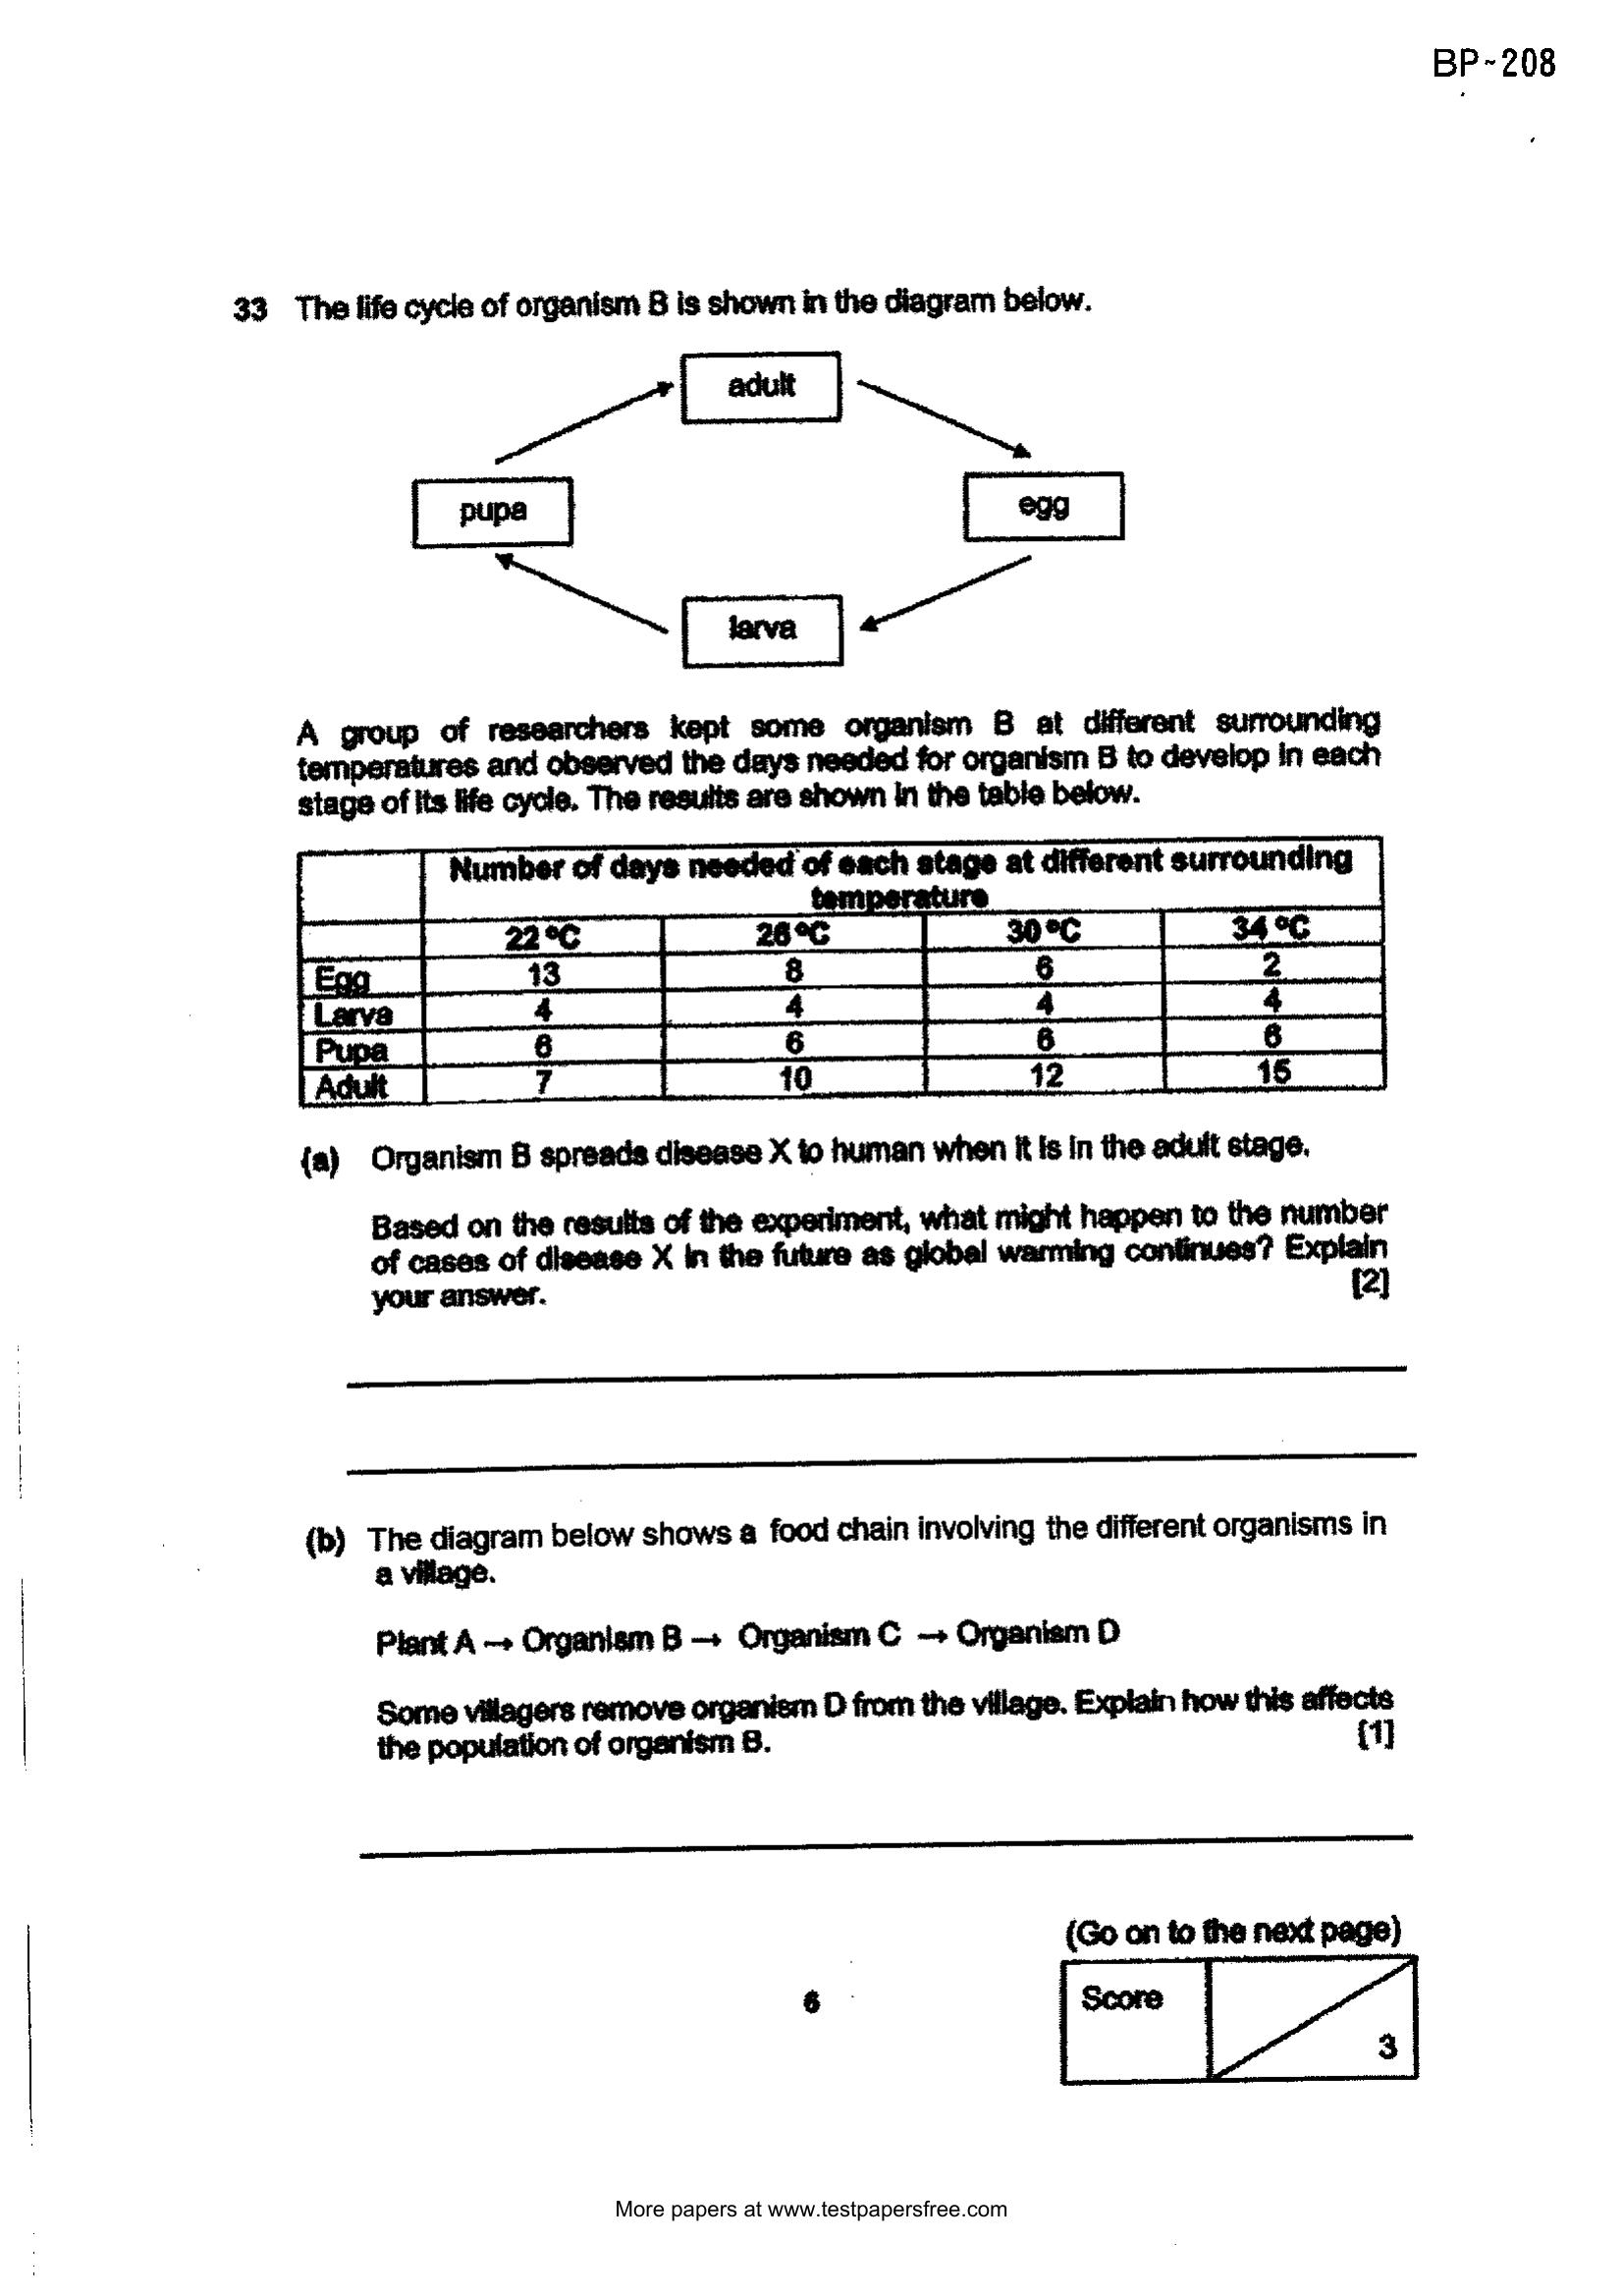 BP-208
33 The life cycle of organism B is shown in the diagram below.
adult
pupa
egg
larva
A group of researchers kept some organism B at different surrounding
temperatures and observed the days needed for organism B to develop in each
stage of its life cycle. The results are shown in the table below.
Number of days needed of each stage at different surrounding
temperature
22 ºC 26 ºC 30 ºC 34 ºC
Egg 13 8 6 2
Larva 4 4 4 4
Pupa 6 6 6 6
Adult 7 10 12 15
(a) Organism B spreads disease X to human when it is in the adult stage.
Based on the results of the experiment, what might happen to the number
of cases of disease X in the future as global warming continues? Explain
your answer. [2]
(b) The diagram below shows a food chain involving the different organisms in
a village.
Plant A → Organism B → Organism C → Organism D
Some villagers remove organism D from the village. Explain how this affects
the population of organism B. [1]
(Go on to the next page)
6
Score
3
More papers at www.testpapersfree.com